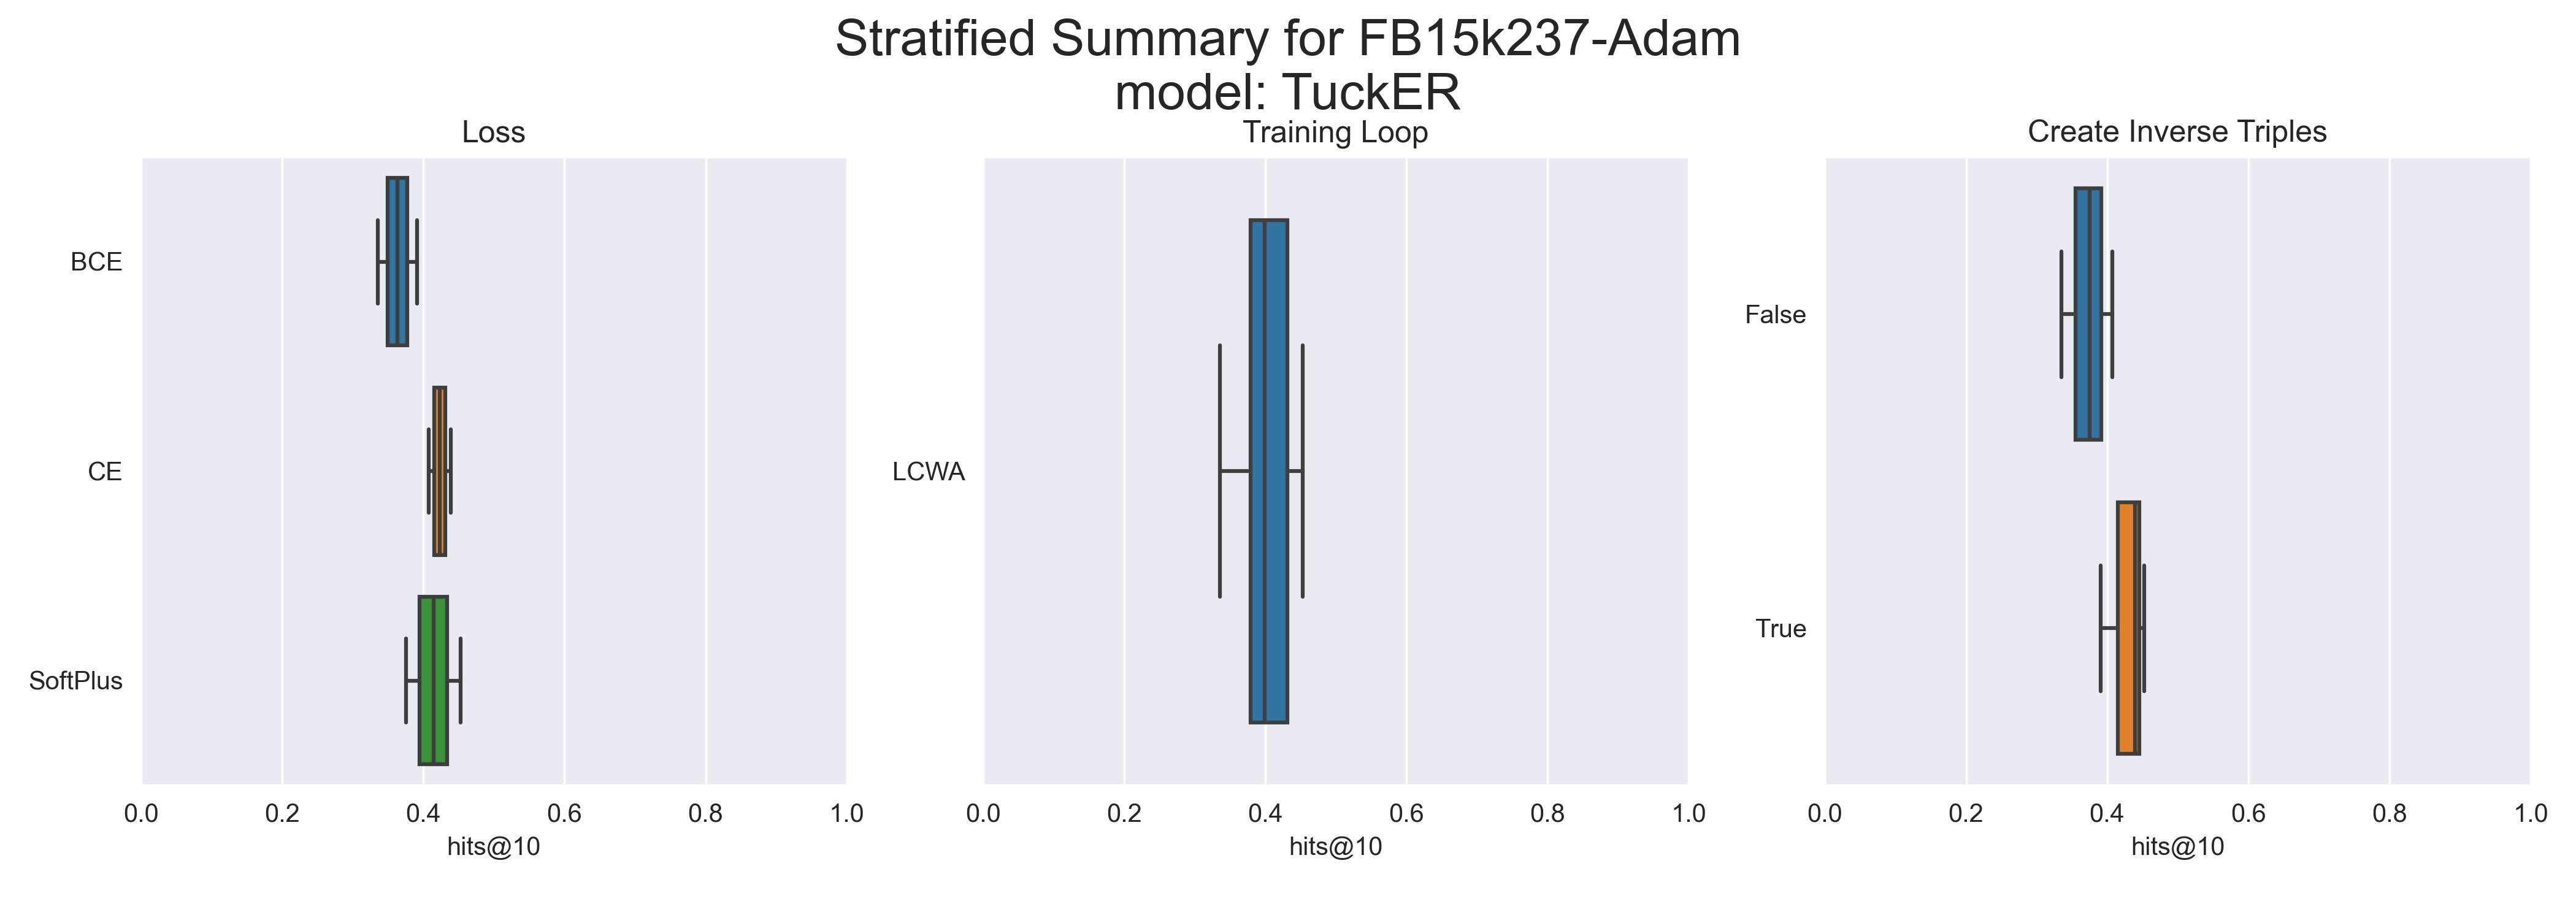 Stratified Summary for FB15k237-Adam
model: TuckER
Loss
BCE
CE
SoftPlus
0.0 0.2 0.4 0.6 0.8 1.0
hits@10
Training Loop
LCWA
0.0 0.2 0.4 0.6 0.8 1.0
hits@10
Create Inverse Triples
False
True
0.0 0.2 0.4 0.6 0.8 1.0
hits@10